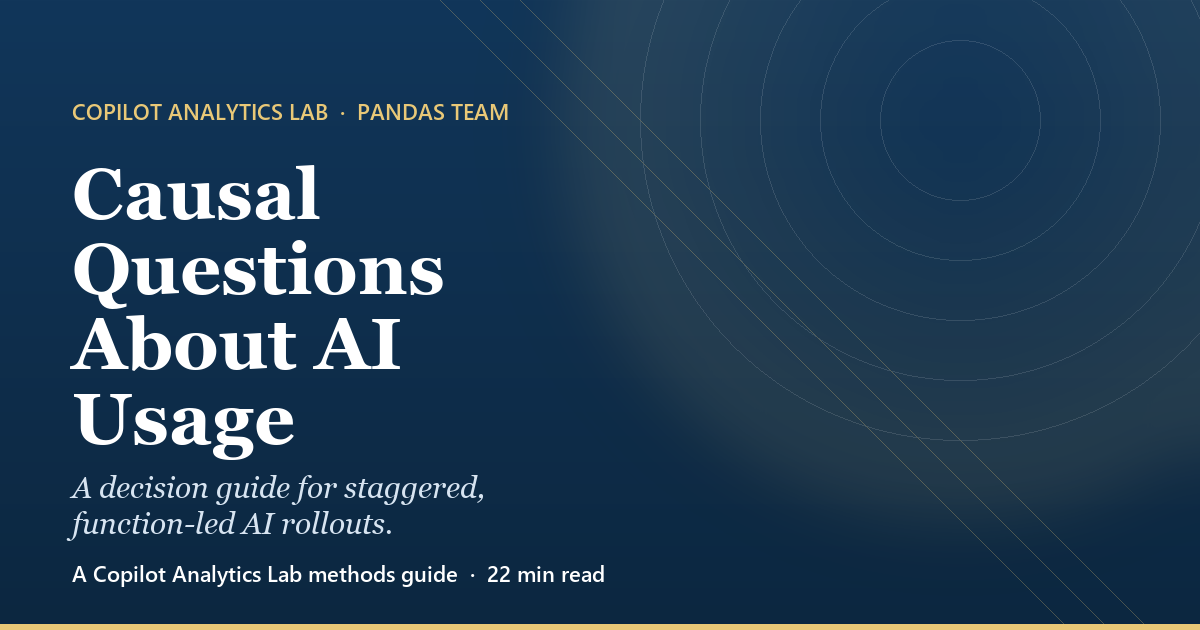 COPILOT ANALYTICS LAB · PANDAS TEAM
Causal
Questions
About AI
Usage
A decision guide for staggered,
function-led AI rollouts.
A Copilot Analytics Lab methods guide · 22 min read